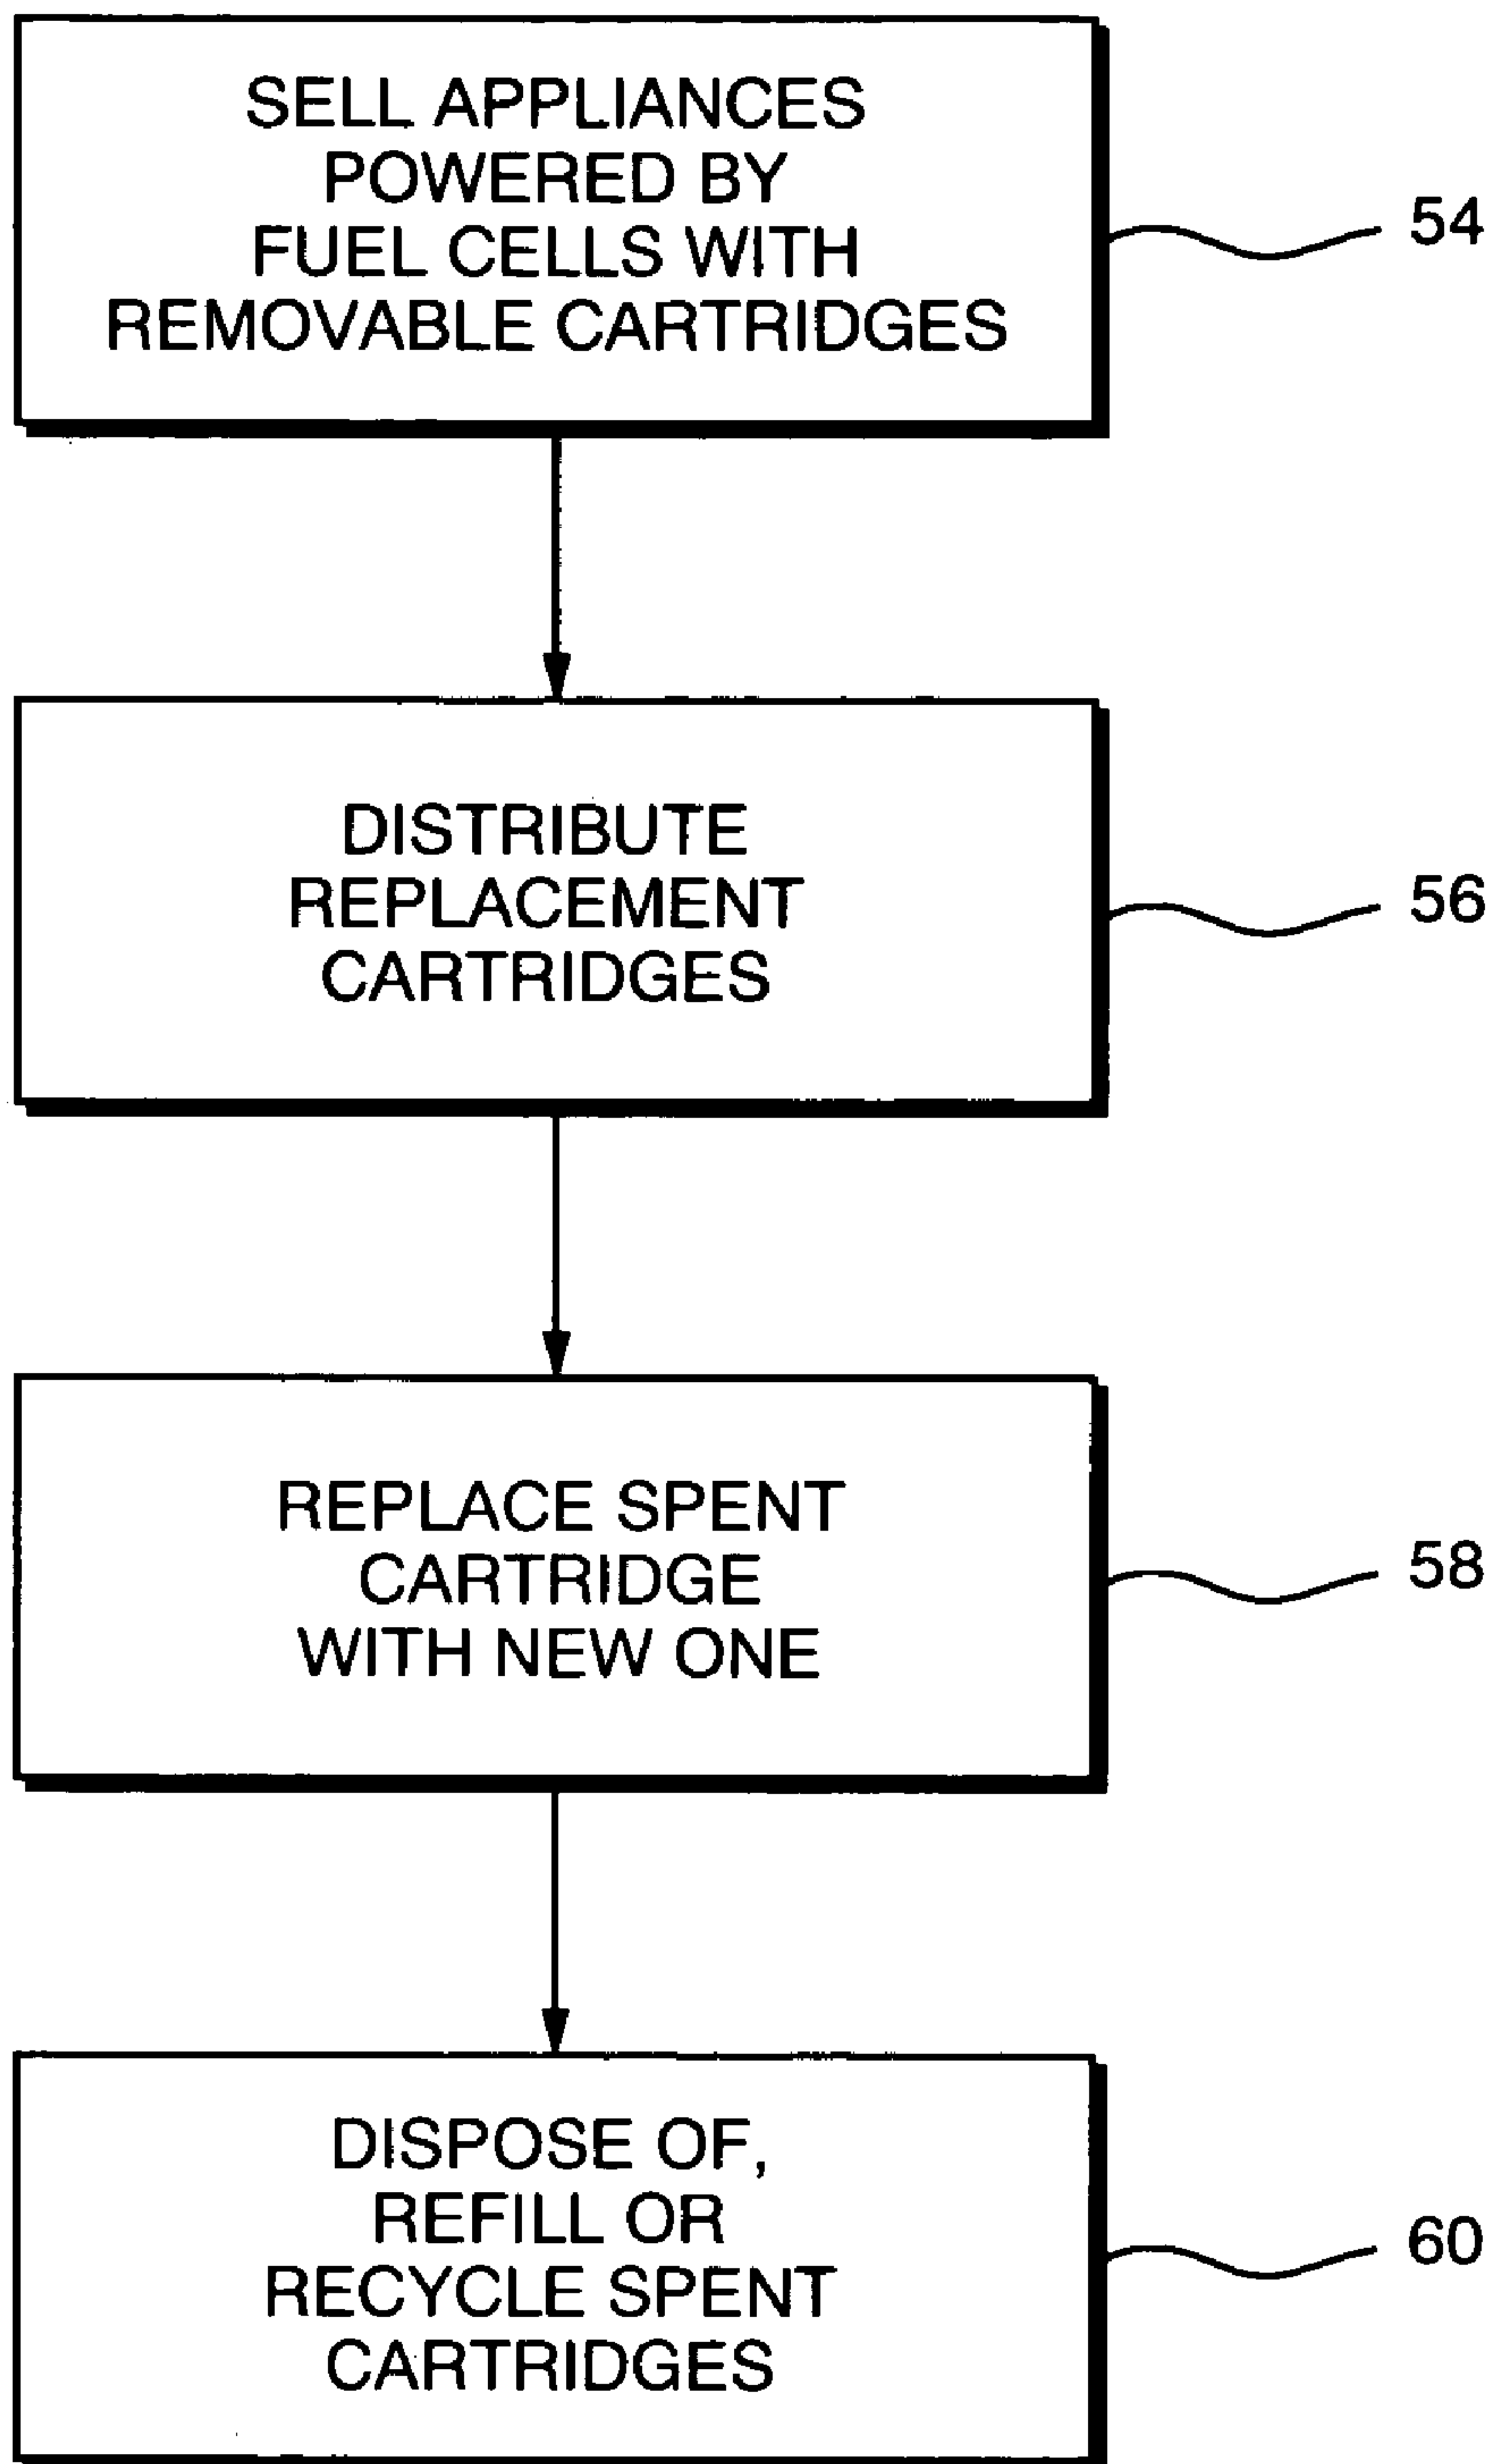 SELL APPLIANCES
POWERED BY
FUEL CELLS WITH
REMOVABLE CARTRIDGES
54
DISTRIBUTE
REPLACEMENT
CARTRIDGES
56
REPLACE SPENT
CARTRIDGE
WITH NEW ONE
58
DISPOSE OF,
REFILL OR
RECYCLE SPENT
CARTRIDGES
60